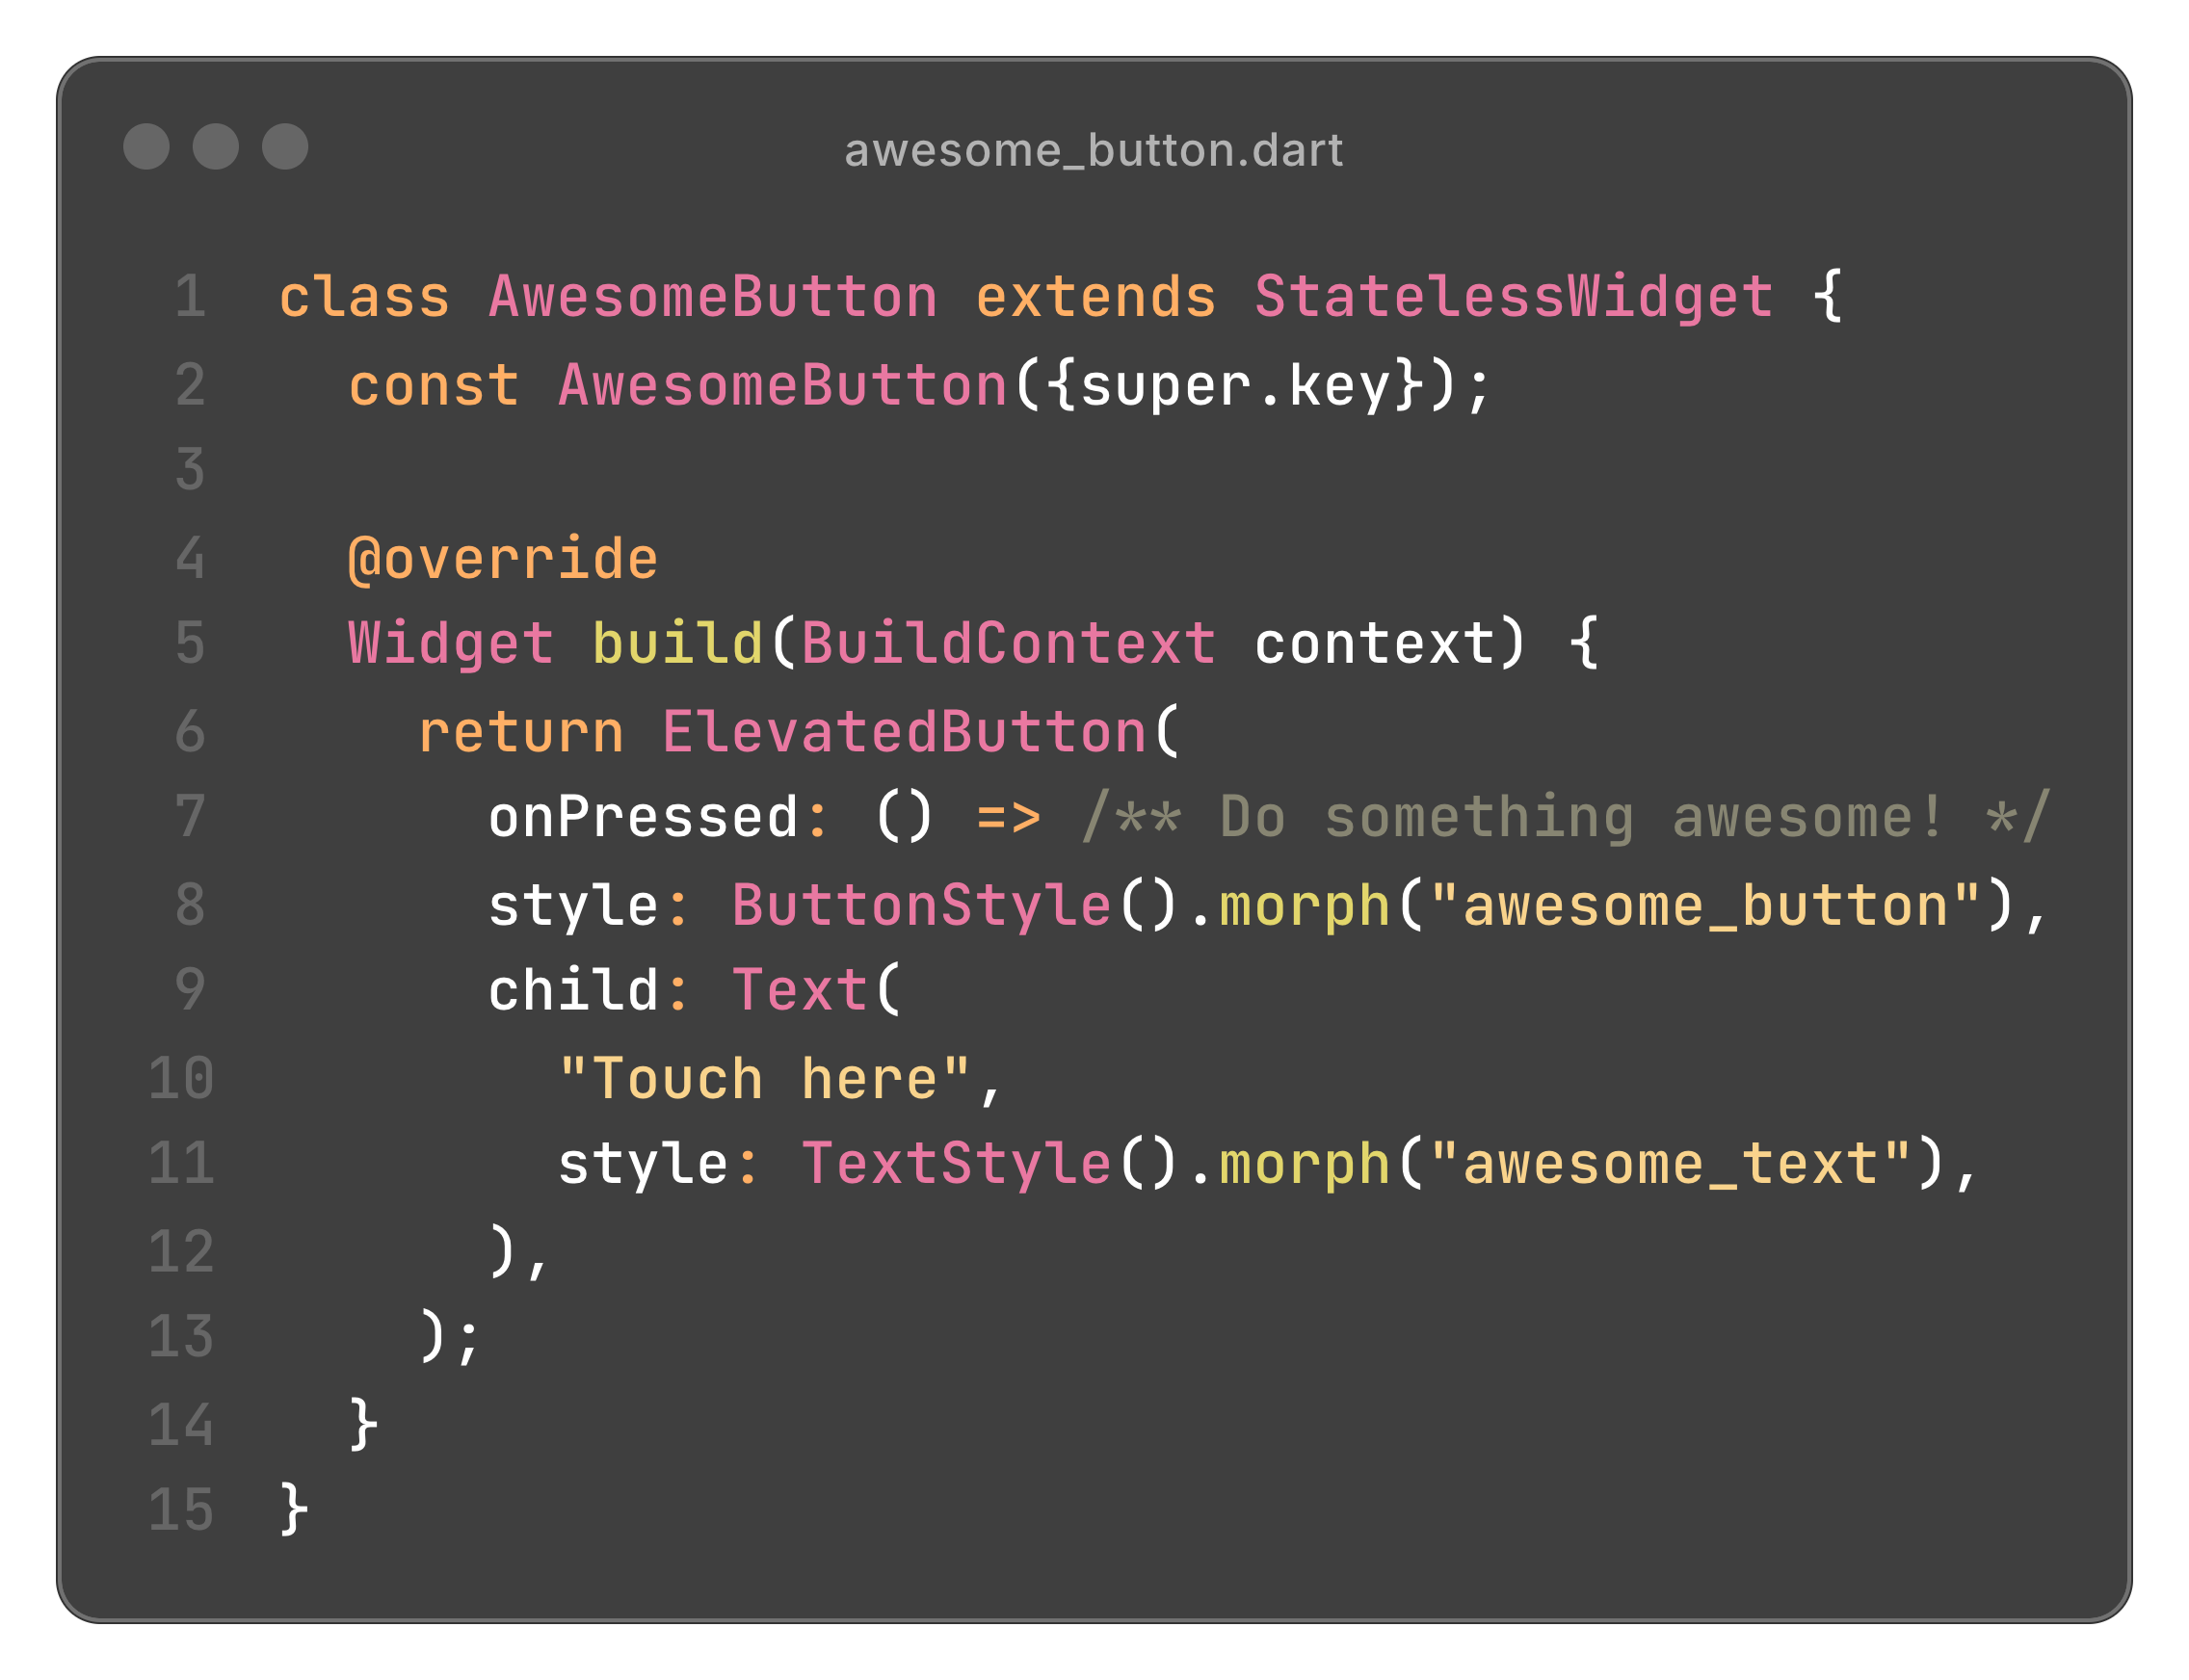 awesome_button.dart
1 class AwesomeButton extends StatelessWidget {
2   const AwesomeButton({super.key});
3
4   @override
5   Widget build(BuildContext context) {
6     return ElevatedButton(
7       onPressed: () => /** Do something awesome! */
8       style: ButtonStyle().morph("awesome_button"),
9       child: Text(
10         "Touch here",
11         style: TextStyle().morph("awesome_text"),
12       ),
13     );
14   }
15 }